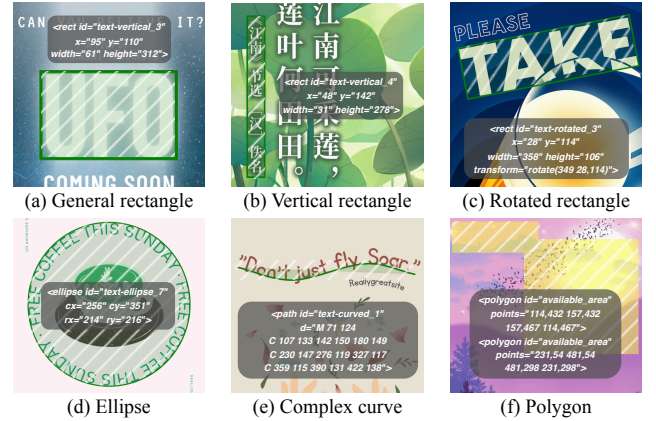 CAN YOU BELIEVE IT?
<rect id="text-vertical_3"
x="95" y="110"
width="61" height="312">
UFO
COMING SOON
(a) General rectangle
江南可采莲，
莲叶何田田。
《江南》节选 [汉] 佚名
<rect id="text-vertical_4"
x="48" y="142"
width="31" height="278">
(b) Vertical rectangle
PLEASE
TAKE
<rect id="text-rotated_3"
x="28" y="114"
width="358" height="106"
transform="rotate(349 28,114)">
(c) Rotated rectangle
FREE COFFEE THIS SUNDAY · FREE COFFEE THIS SUNDAY ·
<ellipse id="text-ellipse_7"
cx="256" cy="351"
rx="214" ry="216">
(d) Ellipse
"Don't just fly, Soar."
Reallygreatsite
<path id="text-curved_1"
d="M 71 124
C 107 133 142 150 180 149
C 230 147 276 119 327 117
C 359 115 390 131 422 138">
(e) Complex curve
<polygon id="available_area"
points="114,432 157,432
157,467 114,467">
<polygon id="available_area"
points="231,54 481,54
481,298 231,298">
(f) Polygon